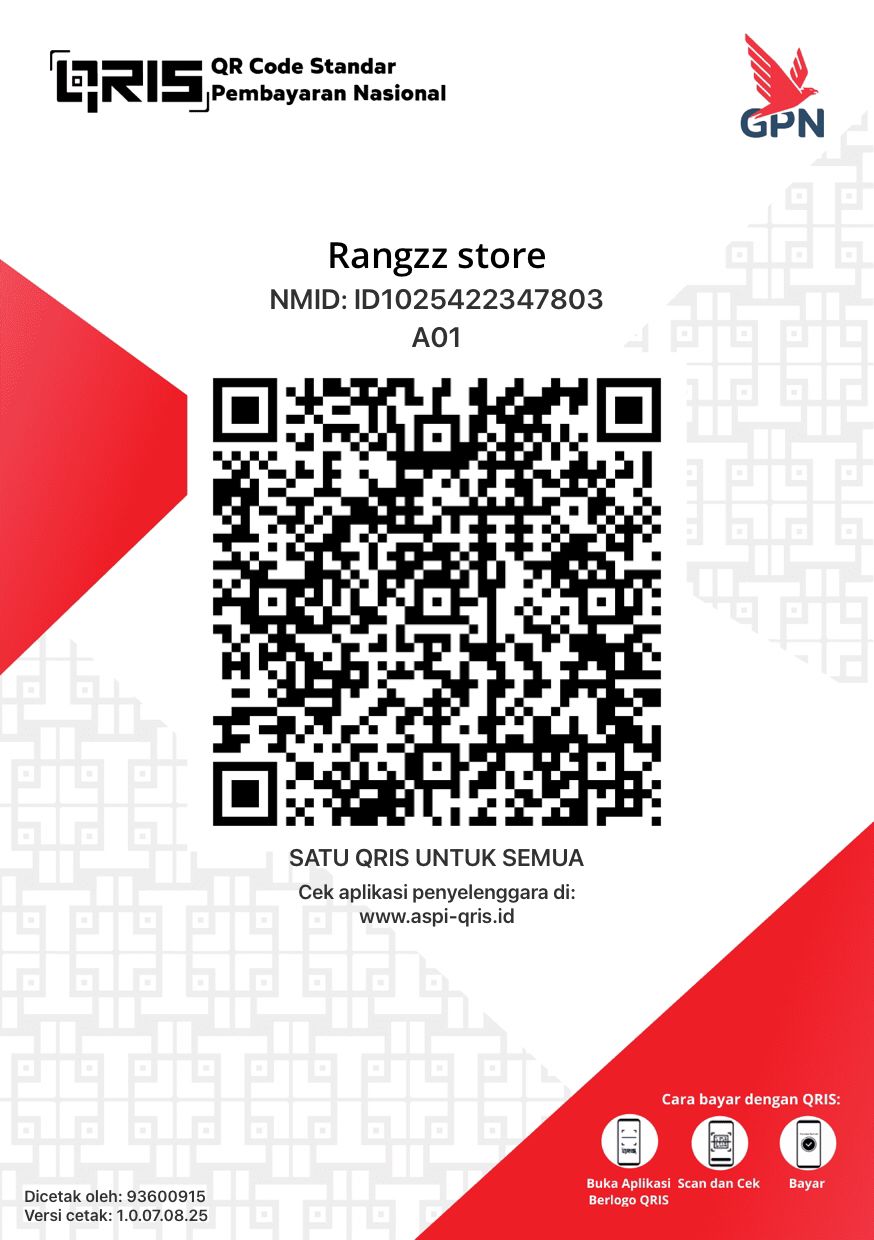 QRIS QR Code Standar
Pembayaran Nasional
GPN
Rangzz store
NMID: ID1025422347803
A01
SATU QRIS UNTUK SEMUA
Cek aplikasi penyelenggara di:
www.aspi-qris.id
Cara bayar dengan QRIS:
Buka Aplikasi
Berlogo QRIS
Scan dan Cek
Bayar
Dicetak oleh: 93600915
Versi cetak: 1.0.07.08.25